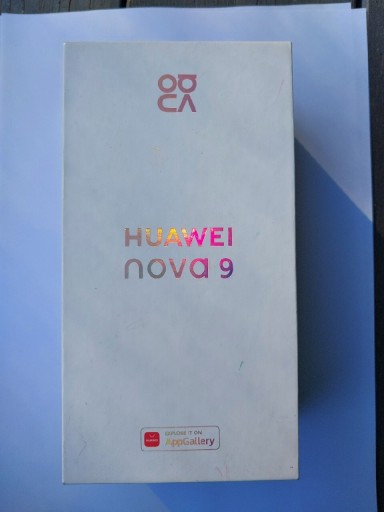 HUAWEI
nova 9
EXPLORE IT ON
AppGallery